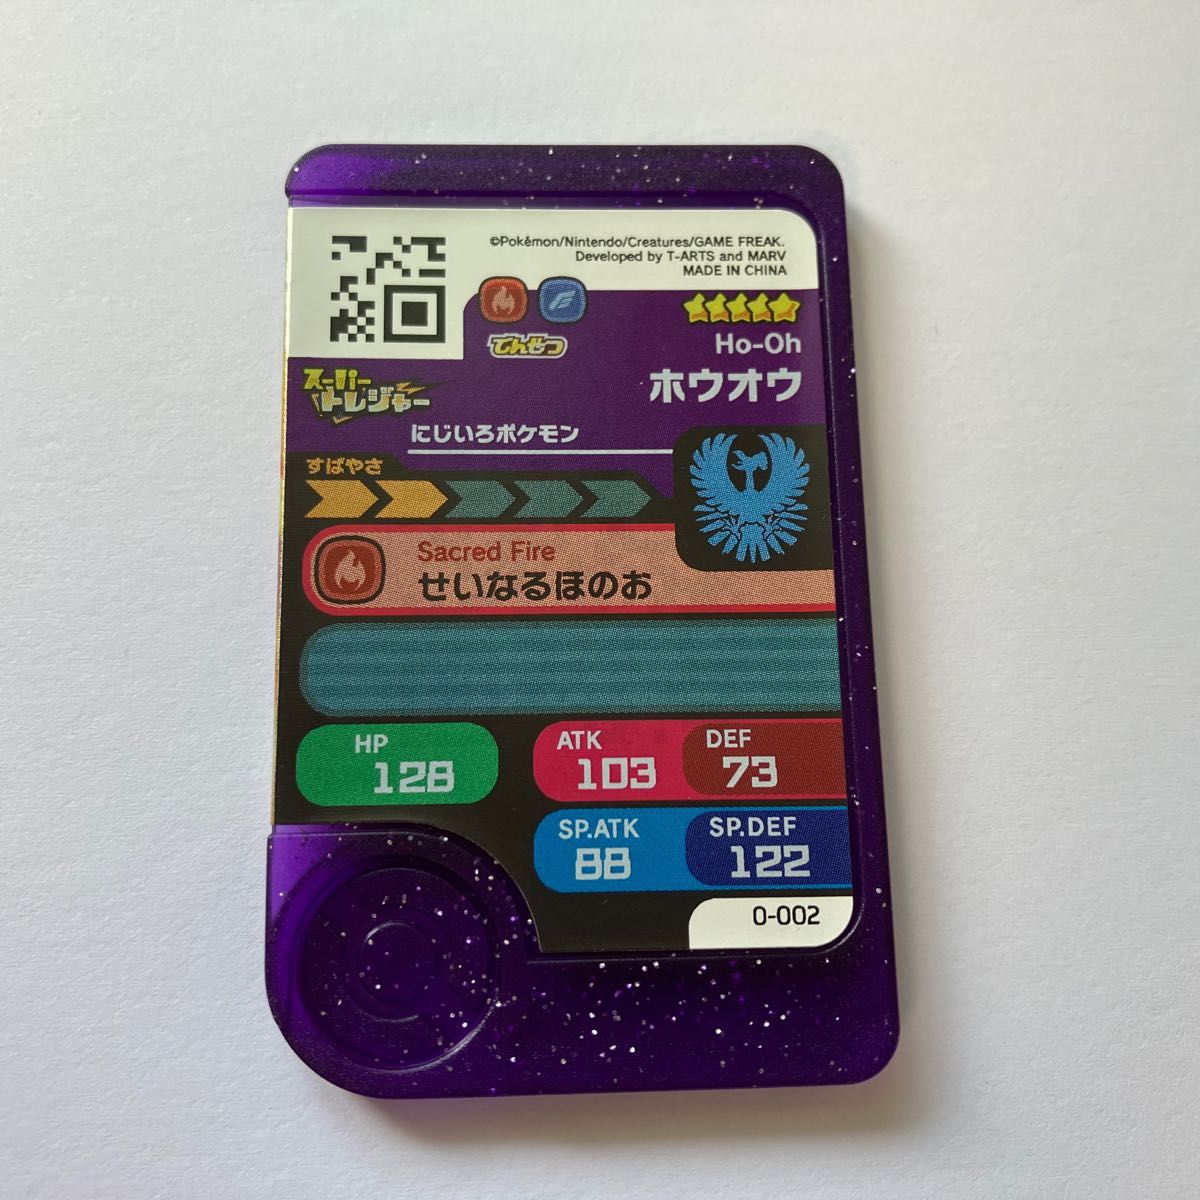 ©Pokémon/Nintendo/Creatures/GAME FREAK.
Developed by T-ARTS and MARV
MADE IN CHINA
でんせつ
Ho-Oh
ホウオウ
スーパー
トレジャー
にじいろポケモン
すばやさ
Sacred Fire
せいなるほのお
HP
128
ATK
103
DEF
73
SP.ATK
88
SP.DEF
122
0-002